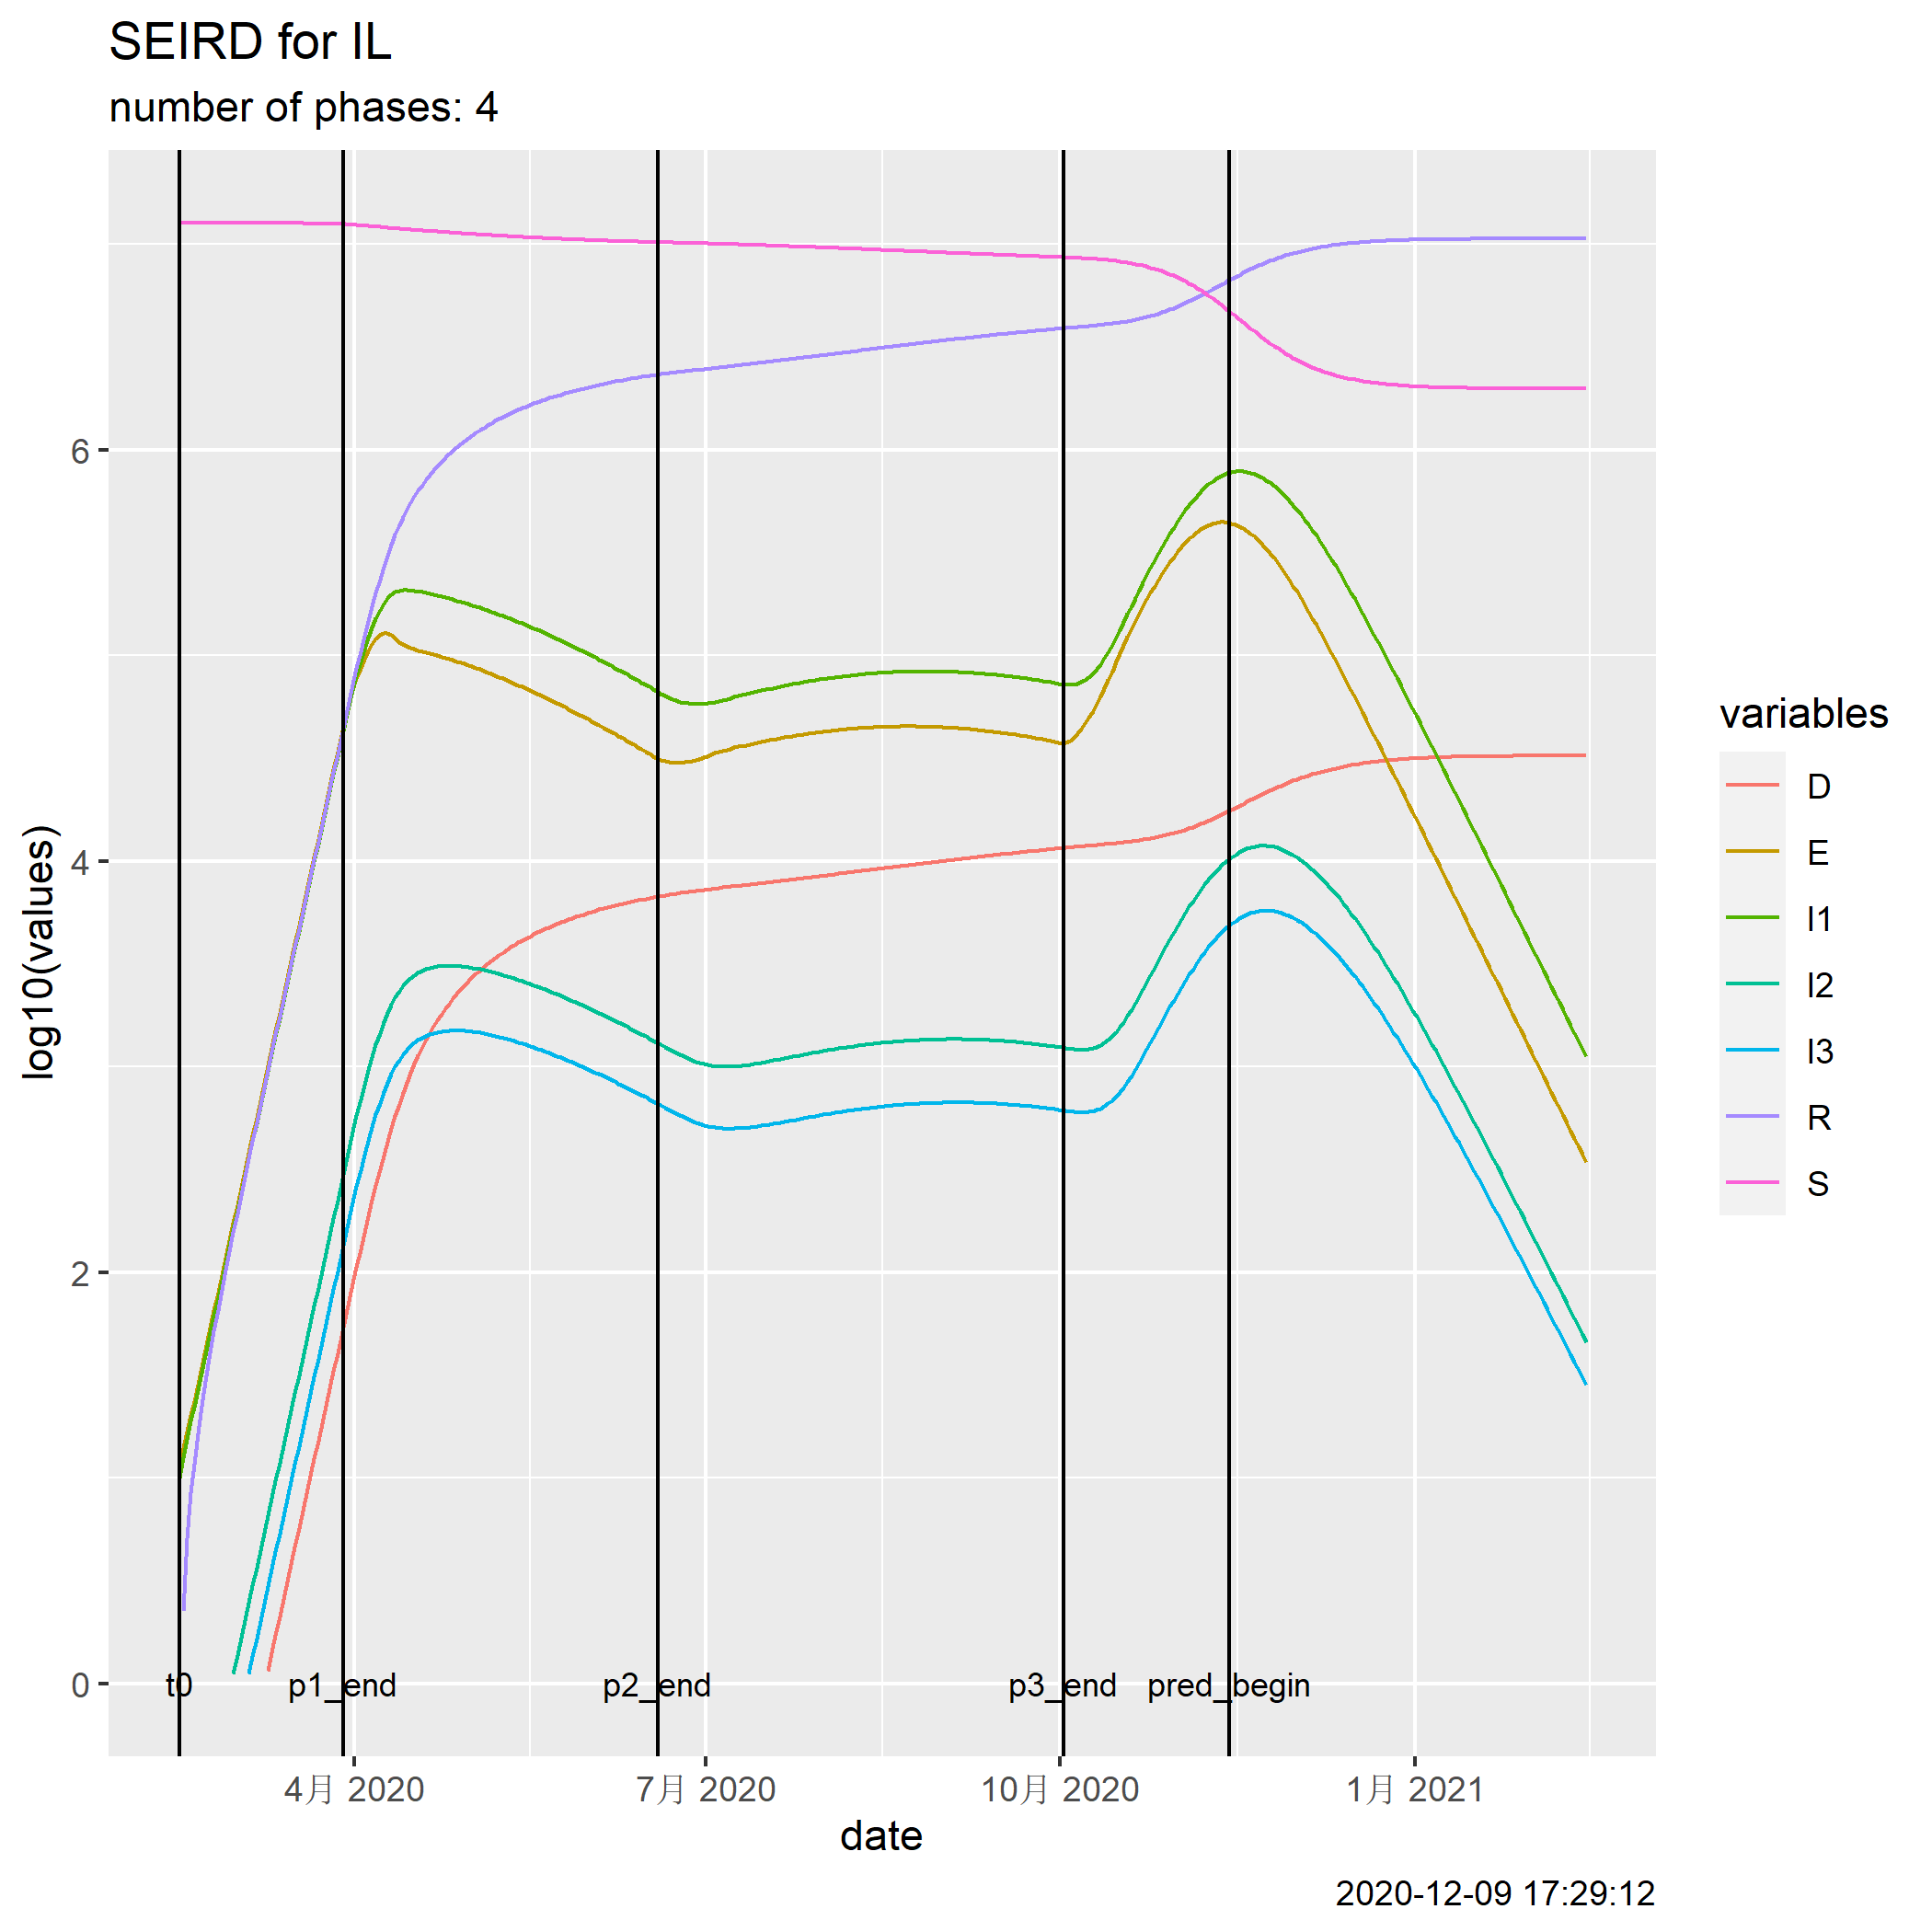 SEIRD for IL
number of phases: 4
log10(values)
6
4
2
0
t0
p1_end
p2_end
p3_end
pred_begin
4月 2020
7月 2020
10月 2020
1月 2021
date
variables
D
E
I1
I2
I3
R
S
2020-12-09 17:29:12